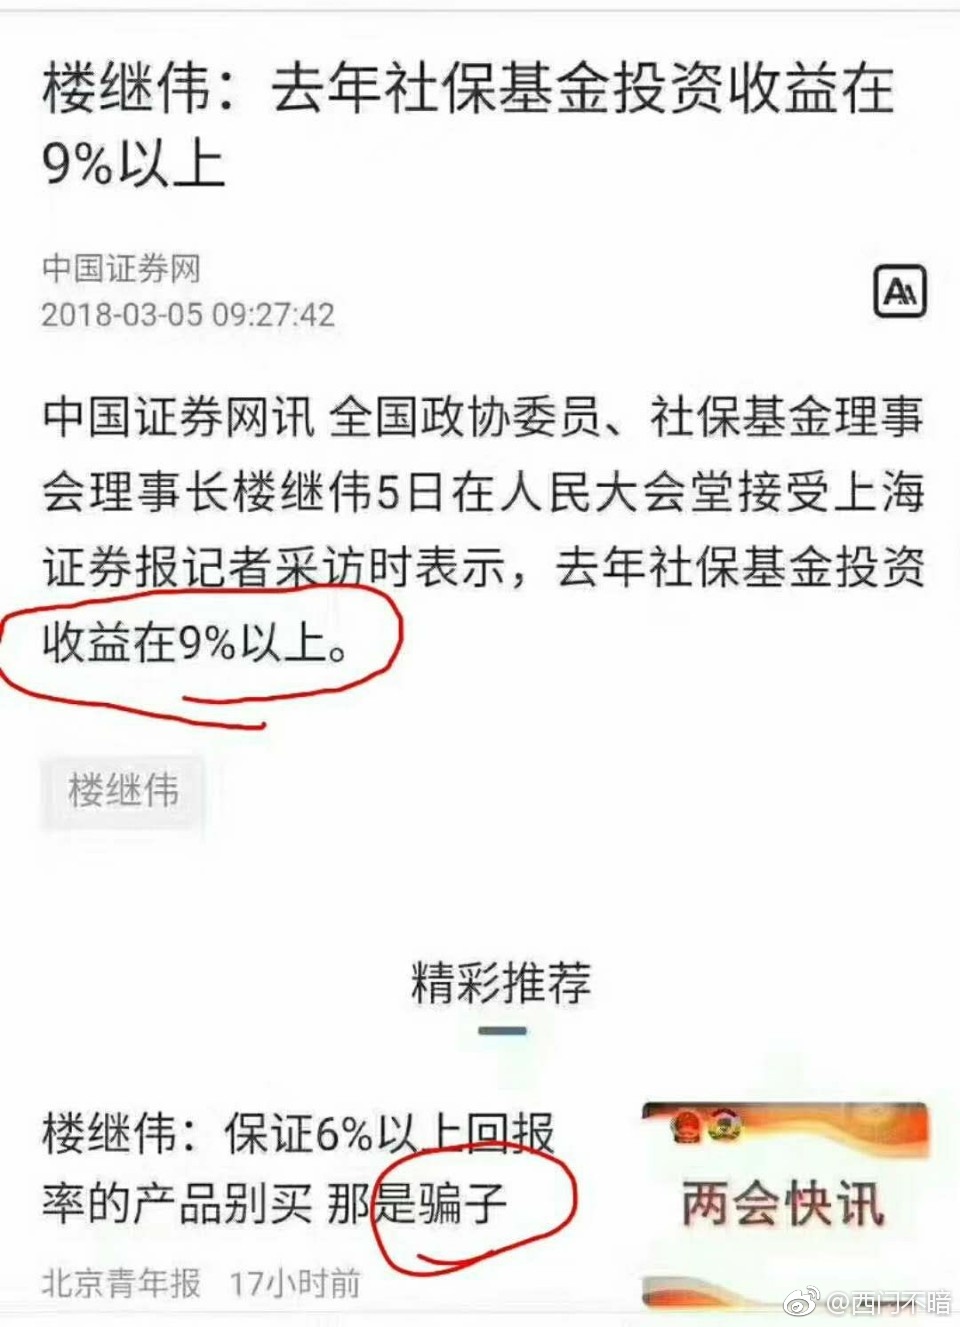 楼继伟：去年社保基金投资收益在
9%以上
中国证券网
2018-03-05 09:27:42
AA
中国证券网讯 全国政协委员、社保基金理事
会理事长楼继伟5日在人民大会堂接受上海
证券报记者采访时表示，去年社保基金投资
收益在9%以上。
楼继伟
精彩推荐
楼继伟：保证6%以上回报
率的产品别买 那是骗子
北京青年报 17小时前
两会快讯
@西门不暗